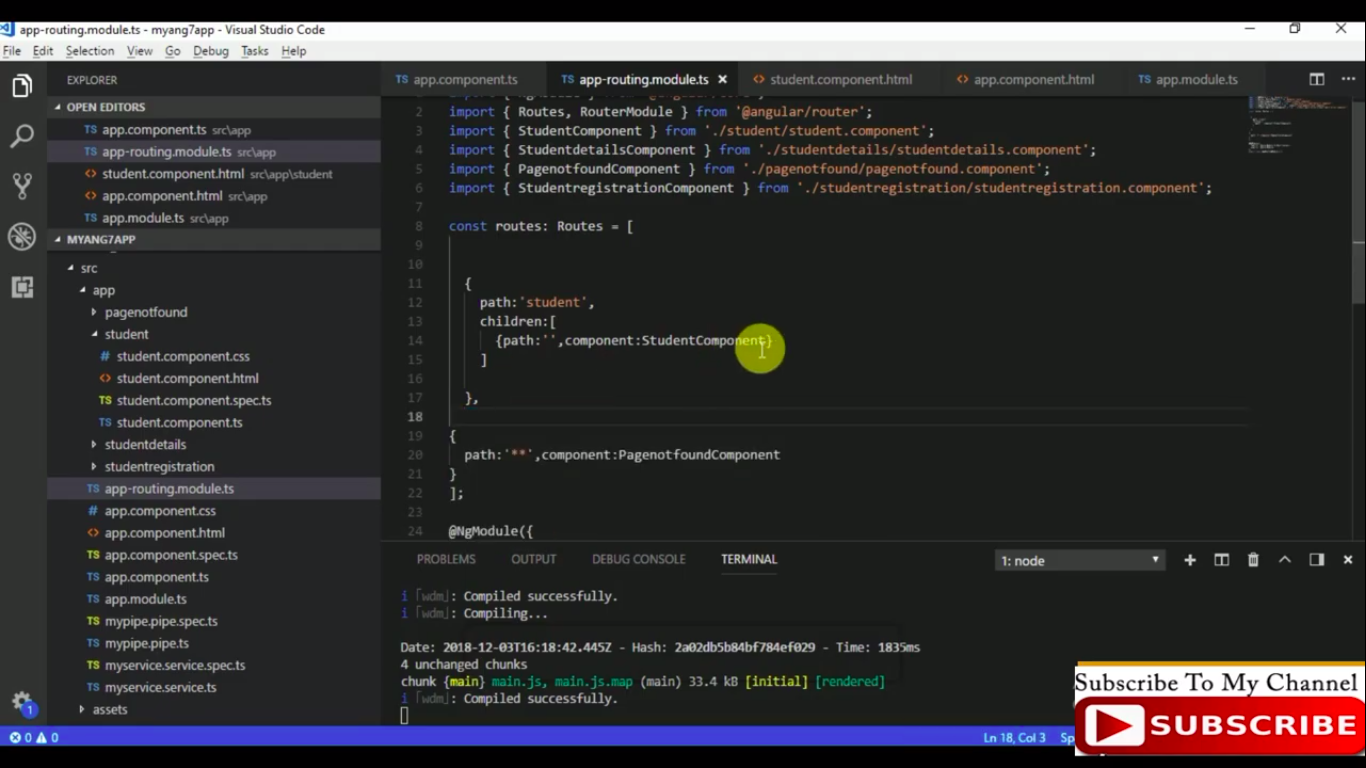 app-routing.module.ts - myang7app - Visual Studio Code
File Edit Selection View Go Debug Tasks Help
EXPLORER
TS app.component.ts
TS app-routing.module.ts ×
<> student.component.html
<> app.component.html
TS app.module.ts
OPEN EDITORS
TS app.component.ts src\app
TS app-routing.module.ts src\app
<> student.component.html src\app\student
<> app.component.html src\app
TS app.module.ts src\app
MYANG7APP
src
app
pagenotfound
student
# student.component.css
<> student.component.html
TS student.component.spec.ts
TS student.component.ts
studentdetails
studentregistration
TS app-routing.module.ts
# app.component.css
<> app.component.html
TS app.component.spec.ts
TS app.component.ts
TS app.module.ts
TS mypipe.pipe.spec.ts
TS mypipe.pipe.ts
TS myservice.service.spec.ts
TS myservice.service.ts
assets
2 import { Routes, RouterModule } from '@angular/router';
3 import { StudentComponent } from './student/student.component';
4 import { StudentdetailsComponent } from './studentdetails/studentdetails.component';
5 import { PagenotfoundComponent } from './pagenotfound/pagenotfound.component';
6 import { StudentregistrationComponent } from './studentregistration/studentregistration.component';
7
8 const routes: Routes = [
9
10
11 {
12 path:'student',
13 children:[
14 {path:'',component:StudentComponent}
15 ]
16
17 },
18
19 {
20 path:'**',component:PagenotfoundComponent
21 }
22 ];
23
24 @NgModule({
PROBLEMS OUTPUT DEBUG CONSOLE TERMINAL
1: node
i ｢wdm｣: Compiled successfully.
i ｢wdm｣: Compiling...
Date: 2018-12-03T16:18:42.445Z - Hash: 2a02db5b84bf784ef029 - Time: 1835ms
4 unchanged chunks
chunk {main} main.js, main.js.map (main) 33.4 kB [initial] [rendered]
i ｢wdm｣: Compiled successfully.
1
0 0
Ln 18, Col 3
Subscribe To My Channel
SUBSCRIBE